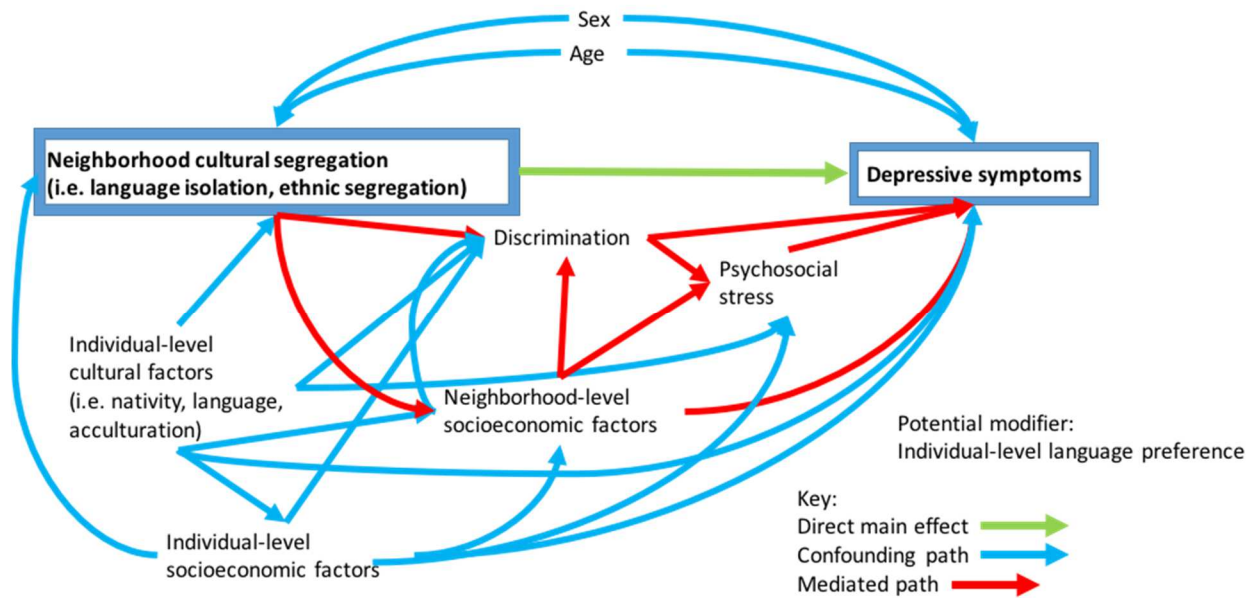 Sex
Age
Neighborhood cultural segregation
(i.e. language isolation, ethnic segregation)
Depressive symptoms
Discrimination
Psychosocial
stress
Individual-level
cultural factors
(i.e. nativity, language,
acculturation)
Neighborhood-level
socioeconomic factors
Potential modifier:
Individual-level language preference
Individual-level
socioeconomic factors
Key:
Direct main effect
Confounding path
Mediated path